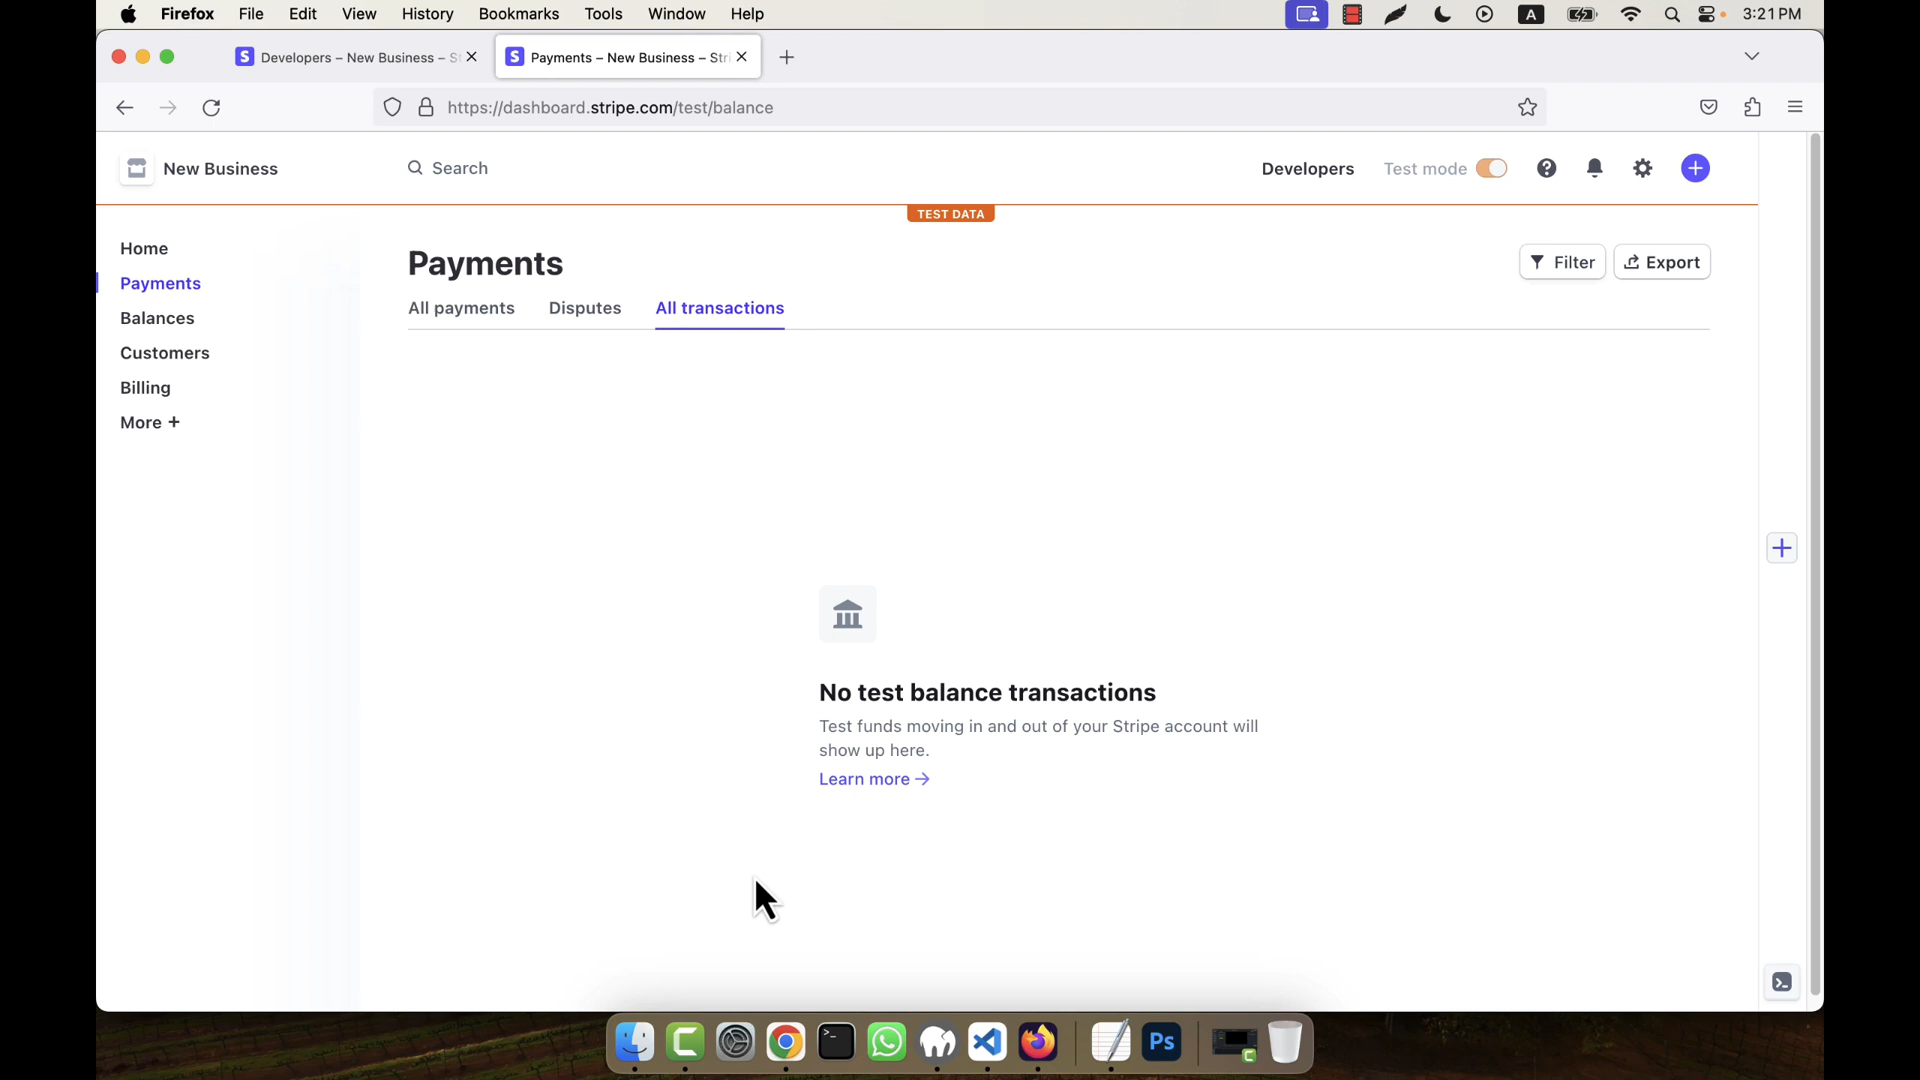 Firefox File Edit View History Bookmarks Tools Window Help A 3:21 PM
S Developers – New Business – S S Payments – New Business – Stri
https://dashboard.stripe.com/test/balance
New Business Search Developers Test mode
TEST DATA
Home
Payments
Balances
Customers
Billing
More +
Payments
Filter Export
All payments Disputes All transactions
No test balance transactions
Test funds moving in and out of your Stripe account will
show up here.
Learn more →
Ps